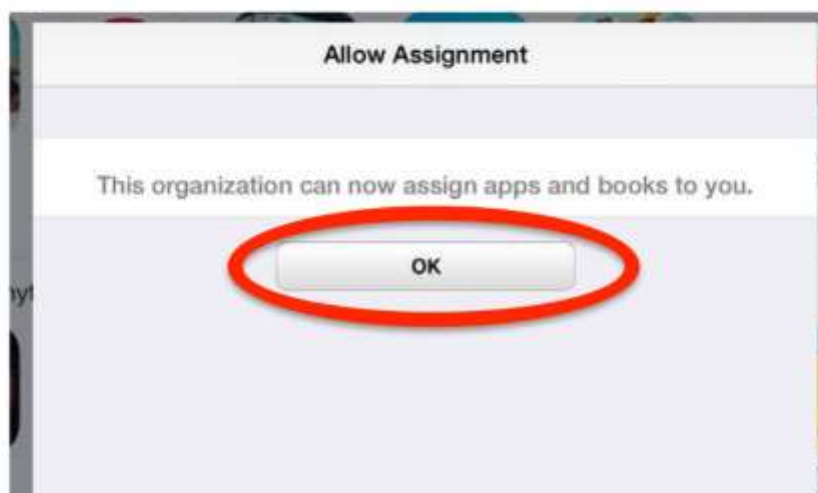 Allow Assignment
This organization can now assign apps and books to you.
OK